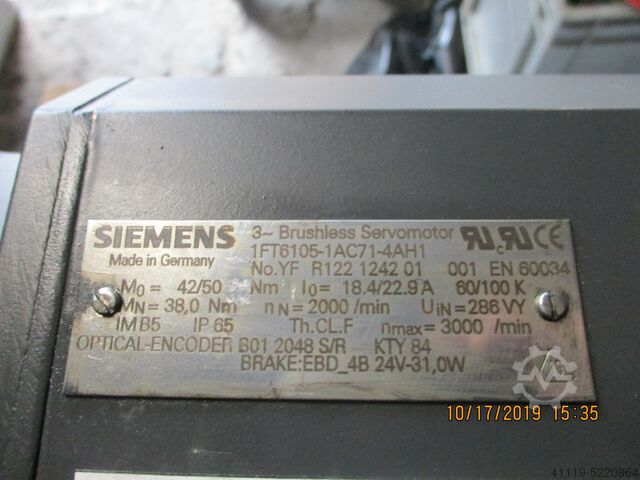 SIEMENS
3~ Brushless Servomotor
Made in Germany
1FT6105-1AC71-4AH1
No.YF R122 1242 01 001 EN 60034
M0 = 42/50 Nm I0 = 18.4/22.9 A 60/100 K
MN = 38,0 Nm nN = 2000 /min UIN = 286 VY
IM B5 IP 65 Th.CL.F nmax = 3000 /min
OPTICAL-ENCODER B01 2048 S/R KTY 84
BRAKE:EBD_4B 24V-31,0W
10/17/2019 15:35
41119-5220864